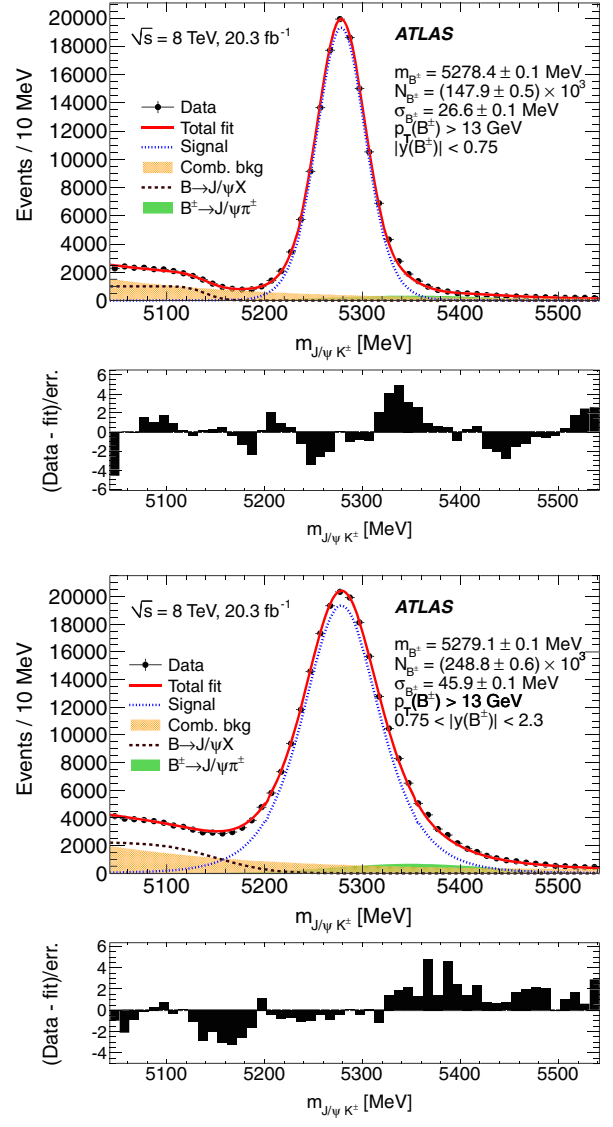 √s = 8 TeV, 20.3 fb⁻¹
ATLAS
m_B± = 5278.4 ± 0.1 MeV
N_B± = (147.9 ± 0.5) × 10³
σ_B± = 26.6 ± 0.1 MeV
p_T(B±) > 13 GeV
|y(B±)| < 0.75
Data
Total fit
Signal
Comb. bkg
B→J/ψX
B±→J/ψπ±
Events / 10 MeV
20000
18000
16000
14000
12000
10000
8000
6000
4000
2000
0
5100 5200 5300 5400 5500
m_J/ψ K± [MeV]
(Data - fit)/err.
6
4
2
0
-2
-4
-6
5100 5200 5300 5400 5500
m_J/ψ K± [MeV]
√s = 8 TeV, 20.3 fb⁻¹
ATLAS
m_B± = 5279.1 ± 0.1 MeV
N_B± = (248.8 ± 0.6) × 10³
σ_B± = 45.9 ± 0.1 MeV
p_T(B±) > 13 GeV
0.75 < |y(B±)| < 2.3
Data
Total fit
Signal
Comb. bkg
B→J/ψX
B±→J/ψπ±
Events / 10 MeV
20000
18000
16000
14000
12000
10000
8000
6000
4000
2000
0
5100 5200 5300 5400 5500
m_J/ψ K± [MeV]
(Data - fit)/err.
6
4
2
0
-2
-4
5100 5200 5300 5400 5500
m_J/ψ K± [MeV]